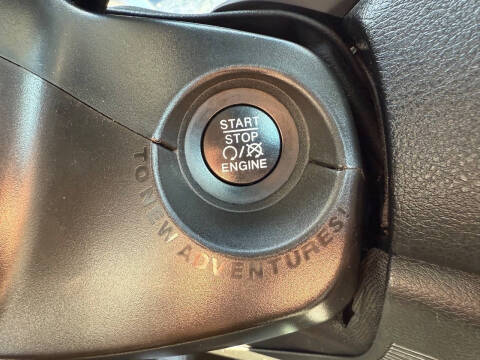 START
STOP
ENGINE
TO NEW ADVENTURES!